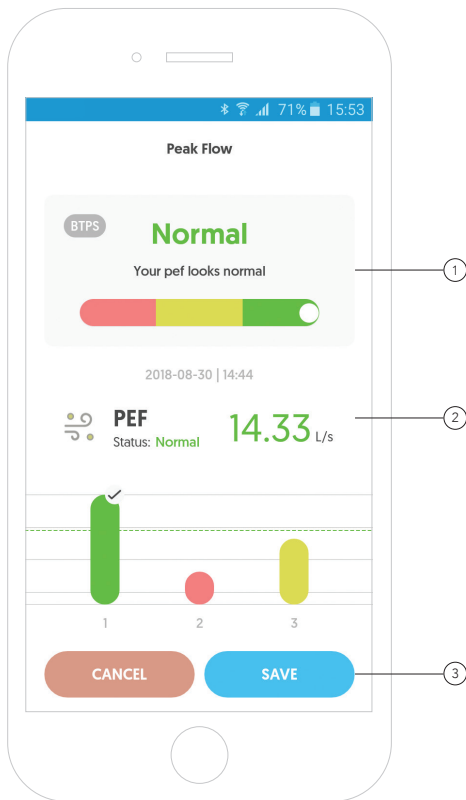 71% 15:53
Peak Flow
BTPS
Normal
Your pef looks normal
1
2018-08-30 | 14:44
PEF
Status: Normal
14.33 L/s
2
1 2 3
CANCEL SAVE
3